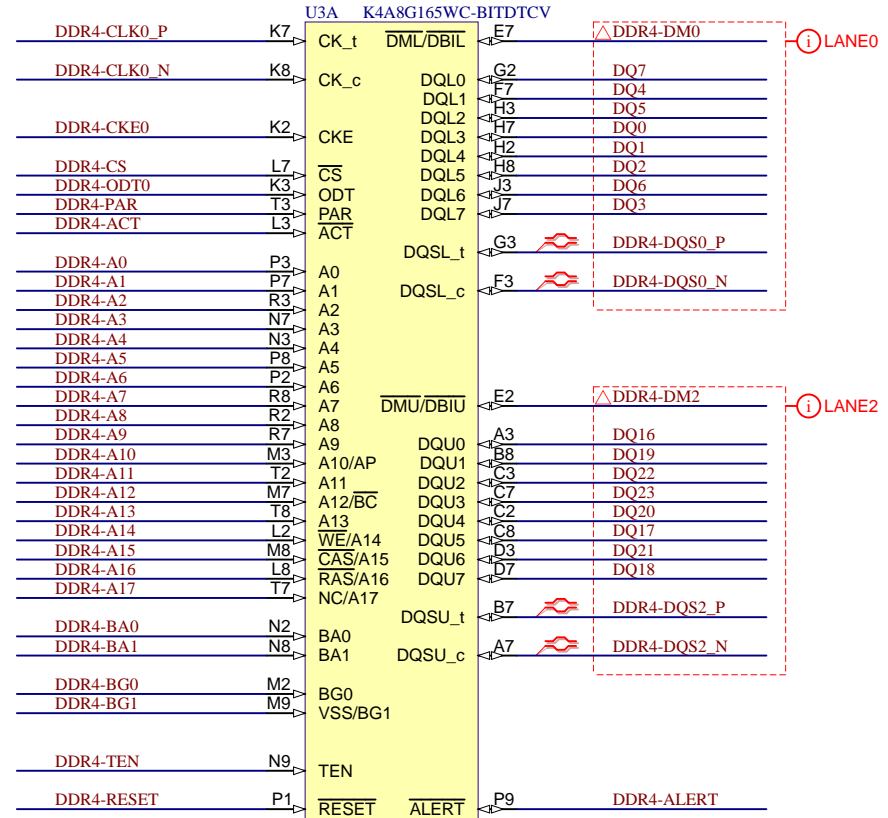 U3A K4A8G165WC-BITDTCV
DDR4-CLK0_P K7 CK_t DML/DBIL E7 DDR4-DM0 i LANE0
DDR4-CLK0_N K8 CK_c DQL0 G2 DQ7
DQL1 F7 DQ4
DQL2 H3 DQ5
DDR4-CKE0 K2 CKE DQL3 H7 DQ0
DQL4 H2 DQ1
DDR4-CS L7 CS DQL5 H8 DQ2
DDR4-ODT0 K3 ODT DQL6 J3 DQ6
DDR4-PAR T3 PAR DQL7 J7 DQ3
DDR4-ACT L3 ACT
DQSL_t G3 DDR4-DQS0_P
DDR4-A0 P3 A0
DDR4-A1 P7 A1 DQSL_c F3 DDR4-DQS0_N
DDR4-A2 R3 A2
DDR4-A3 N7 A3
DDR4-A4 N3 A4
DDR4-A5 P8 A5
DDR4-A6 P2 A6
DDR4-A7 R8 A7 DMU/DBIU E2 DDR4-DM2 i LANE2
DDR4-A8 R2 A8
DDR4-A9 R7 A9 DQU0 A3 DQ16
DDR4-A10 M3 A10/AP DQU1 B8 DQ19
DDR4-A11 T2 A11 DQU2 C3 DQ22
DDR4-A12 M7 A12/BC DQU3 C7 DQ23
DDR4-A13 T8 A13 DQU4 C2 DQ20
DDR4-A14 L2 WE/A14 DQU5 C8 DQ17
DDR4-A15 M8 CAS/A15 DQU6 D3 DQ21
DDR4-A16 L8 RAS/A16 DQU7 D7 DQ18
DDR4-A17 T7 NC/A17
DQSU_t B7 DDR4-DQS2_P
DDR4-BA0 N2 BA0
DDR4-BA1 N8 BA1 DQSU_c A7 DDR4-DQS2_N
DDR4-BG0 M2 BG0
DDR4-BG1 M9 VSS/BG1
DDR4-TEN N9 TEN
DDR4-RESET P1 RESET ALERT P9 DDR4-ALERT